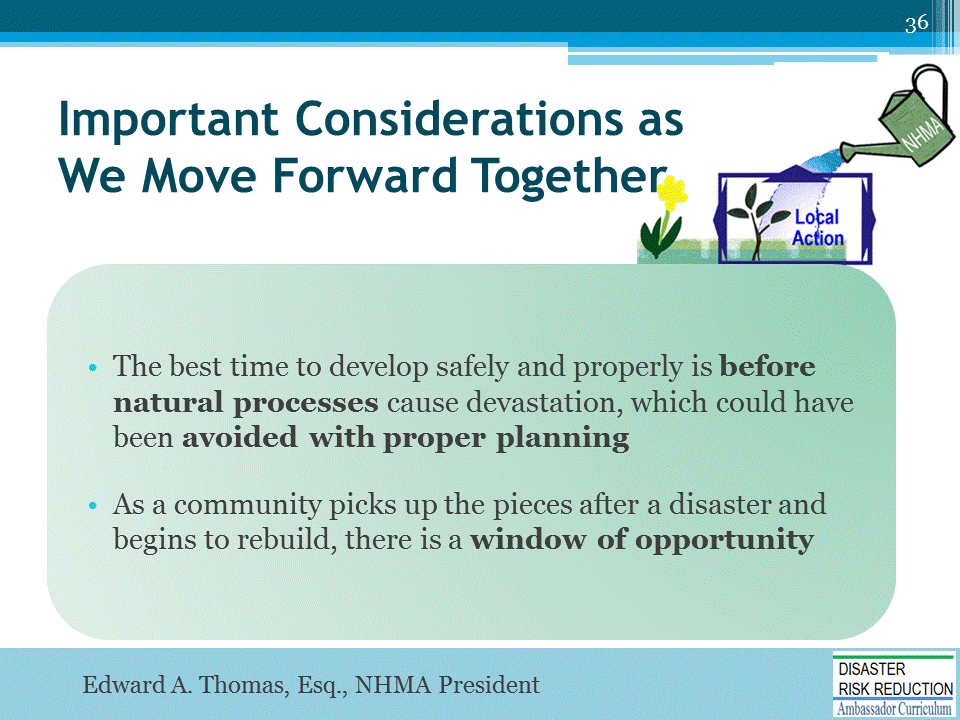 36
Important Considerations as
We Move Forward Together
NHMA
Local
Action
• The best time to develop safely and properly is before
natural processes cause devastation, which could have
been avoided with proper planning
• As a community picks up the pieces after a disaster and
begins to rebuild, there is a window of opportunity
Edward A. Thomas, Esq., NHMA President
DISASTER
RISK REDUCTION
Ambassador Curriculum